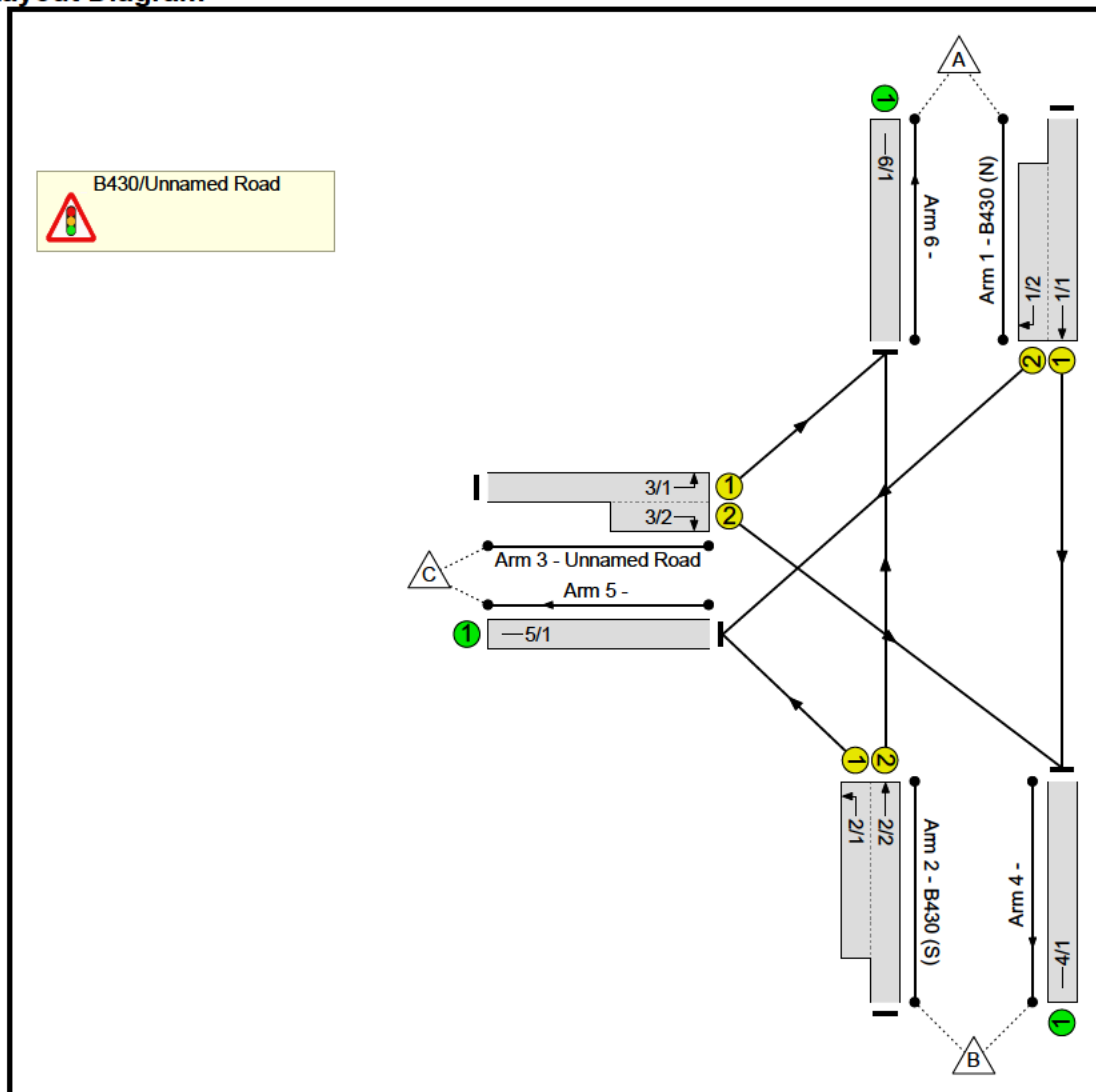 Layout Diagram
B430/Unnamed Road
A
1
6/1
Arm 6 -
Arm 1 - B430 (N)
1/2
1/1
2
1
3/1
1
3/2
2
Arm 3 - Unnamed Road
C
Arm 5 -
1
5/1
1
2
2/1
2/2
Arm 2 - B430 (S)
Arm 4 -
4/1
1
B